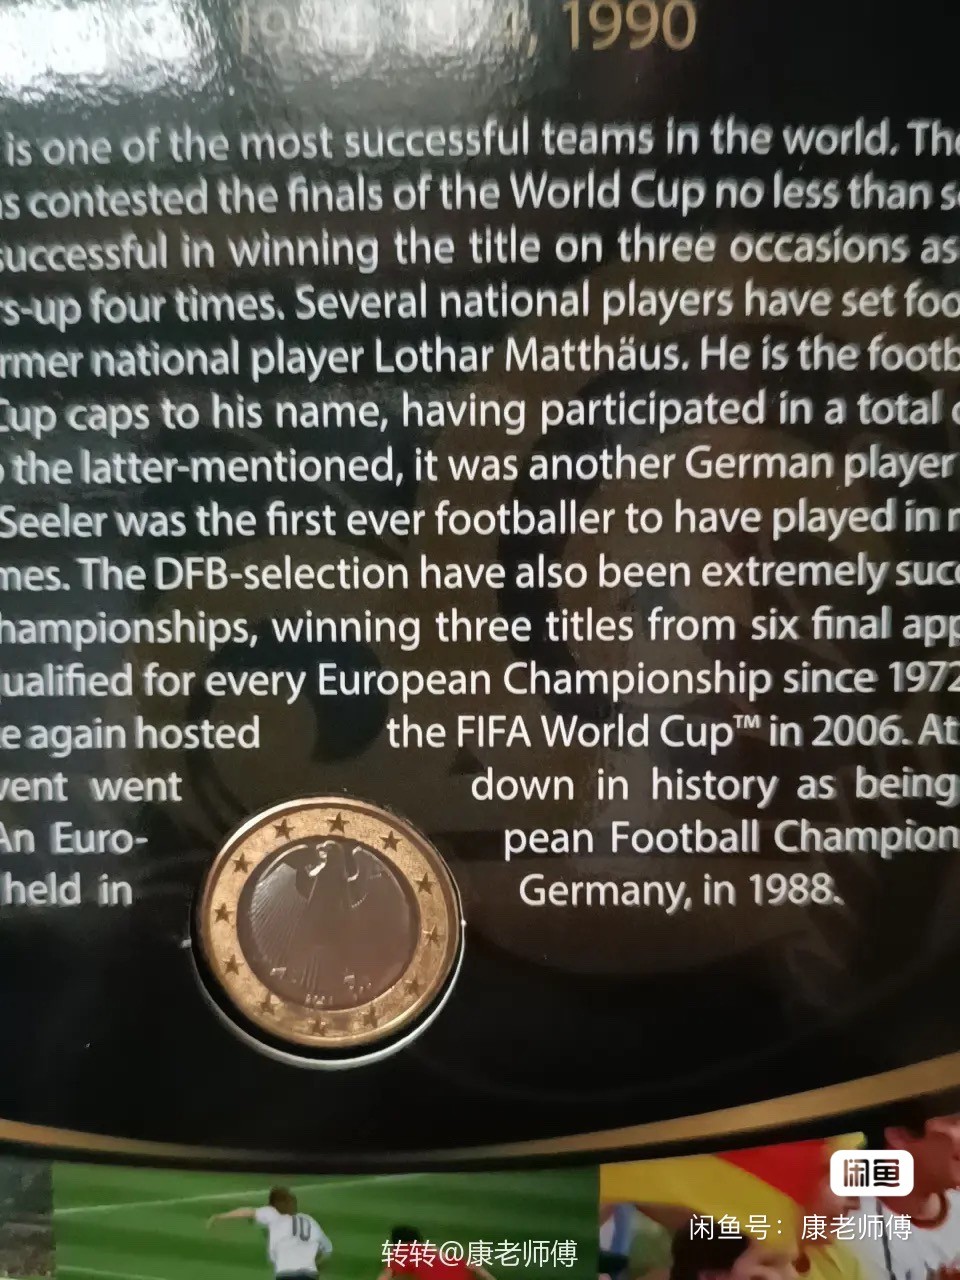 1954, 1974, 1990
is one of the most successful teams in the world. The
s contested the finals of the World Cup no less than s
successful in winning the title on three occasions as
s-up four times. Several national players have set foo
rmer national player Lothar Matthäus. He is the footb
Cup caps to his name, having participated in a total
the latter-mentioned, it was another German player
Seeler was the first ever footballer to have played in
mes. The DFB-selection have also been extremely succ
hampionships, winning three titles from six final app
ualified for every European Championship since 1972
e again hosted the FIFA World Cup™ in 2006. At
vent went down in history as being
An Euro- pean Football Champion
held in Germany, in 1988.
10
闲鱼
闲鱼号：康老师傅
转转@康老师傅